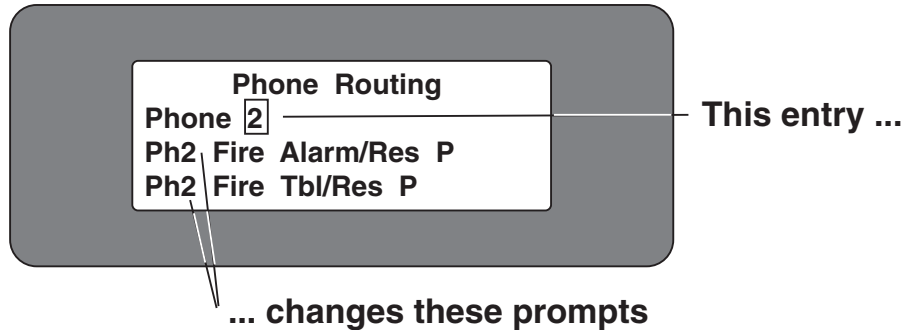 Phone Routing
Phone 2
Ph2 Fire Alarm/Res P
Ph2 Fire Tbl/Res P
This entry ...
... changes these prompts